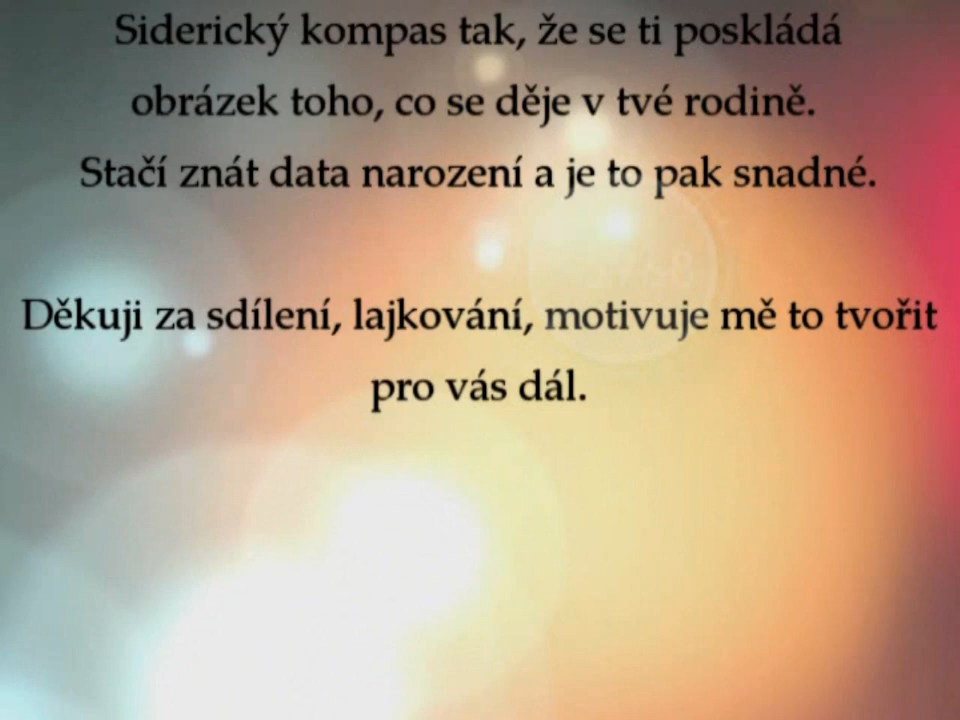 Siderický kompas tak, že se ti poskládá
obrázek toho, co se děje v tvé rodině.
Stačí znát data narození a je to pak snadné.
Děkuji za sdílení, lajkování, motivuje mě to tvořit
pro vás dál.